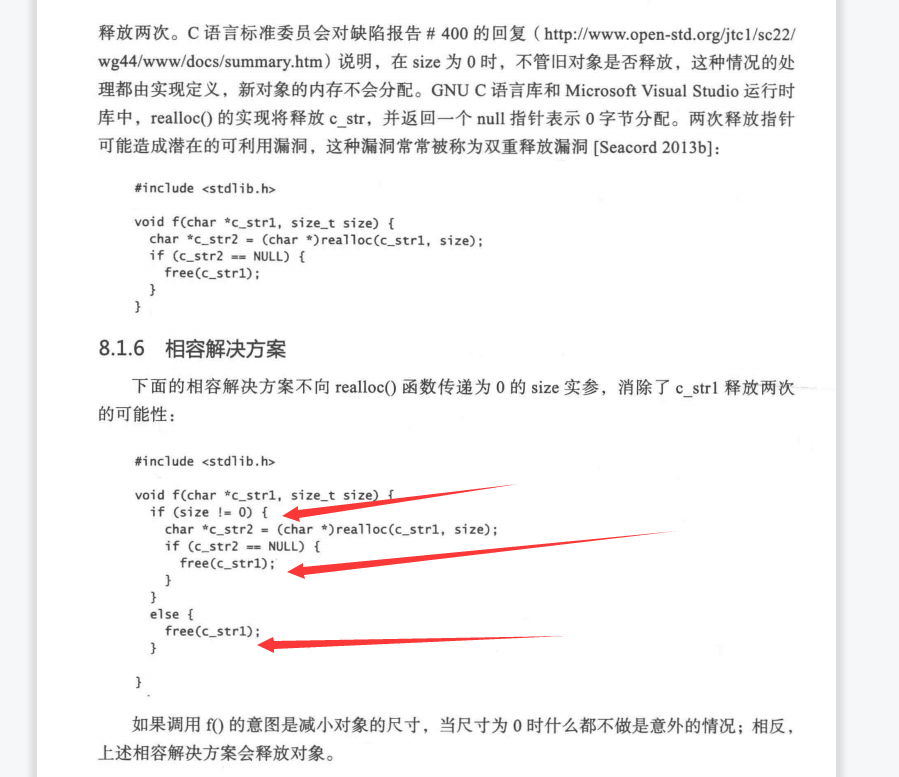 释放两次。C 语言标准委员会对缺陷报告 # 400 的回复（http://www.open-std.org/jtc1/sc22/
wg44/www/docs/summary.htm）说明，在 size 为 0 时，不管旧对象是否释放，这种情况的处
理都由实现定义，新对象的内存不会分配。GNU C 语言库和 Microsoft Visual Studio 运行时
库中，realloc() 的实现将释放 c_str，并返回一个 null 指针表示 0 字节分配。两次释放指针
可能造成潜在的可利用漏洞，这种漏洞常常被称为双重释放漏洞 [Seacord 2013b]：
#include <stdlib.h>
void f(char *c_str1, size_t size) {
char *c_str2 = (char *)realloc(c_str1, size);
if (c_str2 == NULL) {
free(c_str1);
}
}
8.1.6 相容解决方案
下面的相容解决方案不向 realloc() 函数传递为 0 的 size 实参，消除了 c_str1 释放两次
的可能性：
#include <stdlib.h>
void f(char *c_str1, size_t size) {
if (size != 0) {
char *c_str2 = (char *)realloc(c_str1, size);
if (c_str2 == NULL) {
free(c_str1);
}
}
else {
free(c_str1);
}
}
如果调用 f() 的意图是减小对象的尺寸，当尺寸为 0 时什么都不做是意外的情况；相反，
上述相容解决方案会释放对象。